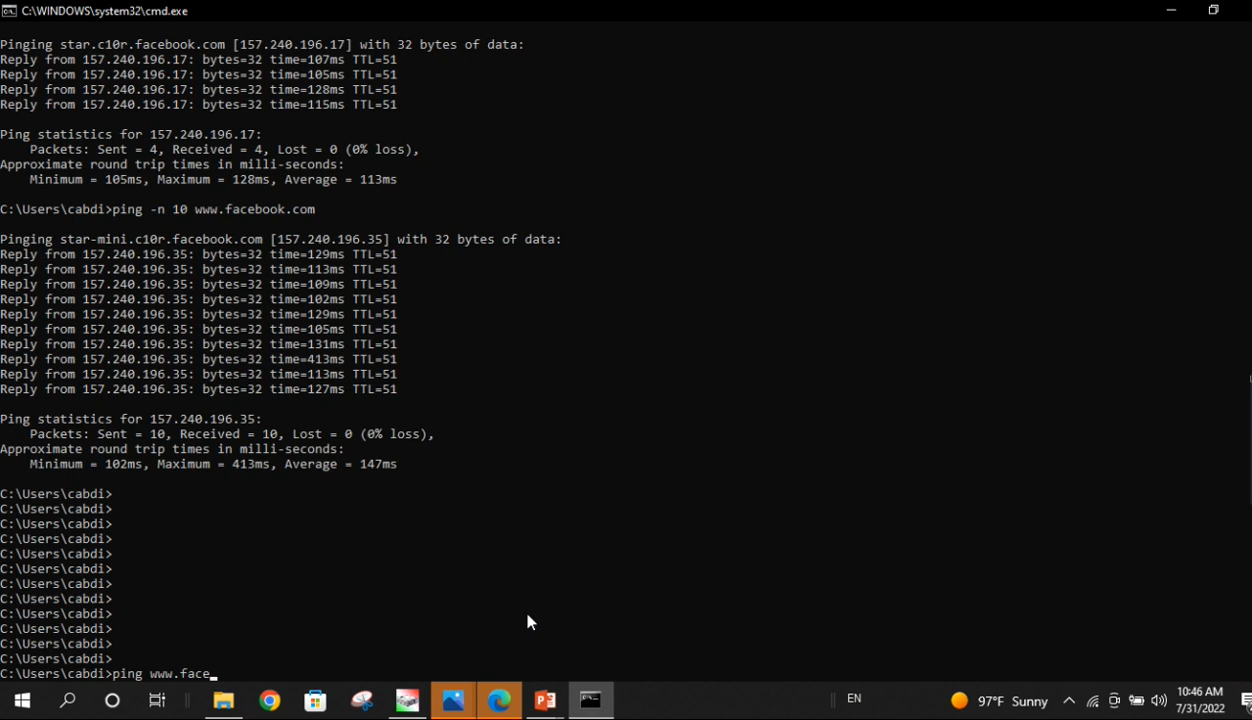 C:\WINDOWS\system32\cmd.exe
Pinging star.c10r.facebook.com [157.240.196.17] with 32 bytes of data:
Reply from 157.240.196.17: bytes=32 time=107ms TTL=51
Reply from 157.240.196.17: bytes=32 time=105ms TTL=51
Reply from 157.240.196.17: bytes=32 time=128ms TTL=51
Reply from 157.240.196.17: bytes=32 time=115ms TTL=51
Ping statistics for 157.240.196.17:
Packets: Sent = 4, Received = 4, Lost = 0 (0% loss),
Approximate round trip times in milli-seconds:
Minimum = 105ms, Maximum = 128ms, Average = 113ms
C:\Users\cabdi>ping -n 10 www.facebook.com
Pinging star-mini.c10r.facebook.com [157.240.196.35] with 32 bytes of data:
Reply from 157.240.196.35: bytes=32 time=129ms TTL=51
Reply from 157.240.196.35: bytes=32 time=113ms TTL=51
Reply from 157.240.196.35: bytes=32 time=109ms TTL=51
Reply from 157.240.196.35: bytes=32 time=102ms TTL=51
Reply from 157.240.196.35: bytes=32 time=129ms TTL=51
Reply from 157.240.196.35: bytes=32 time=105ms TTL=51
Reply from 157.240.196.35: bytes=32 time=131ms TTL=51
Reply from 157.240.196.35: bytes=32 time=413ms TTL=51
Reply from 157.240.196.35: bytes=32 time=113ms TTL=51
Reply from 157.240.196.35: bytes=32 time=127ms TTL=51
Ping statistics for 157.240.196.35:
Packets: Sent = 10, Received = 10, Lost = 0 (0% loss),
Approximate round trip times in milli-seconds:
Minimum = 102ms, Maximum = 413ms, Average = 147ms
C:\Users\cabdi>
C:\Users\cabdi>
C:\Users\cabdi>
C:\Users\cabdi>
C:\Users\cabdi>
C:\Users\cabdi>
C:\Users\cabdi>
C:\Users\cabdi>
C:\Users\cabdi>
C:\Users\cabdi>
C:\Users\cabdi>
C:\Users\cabdi>
C:\Users\cabdi>ping www.face
EN
97°F Sunny
10:46 AM
7/31/2022